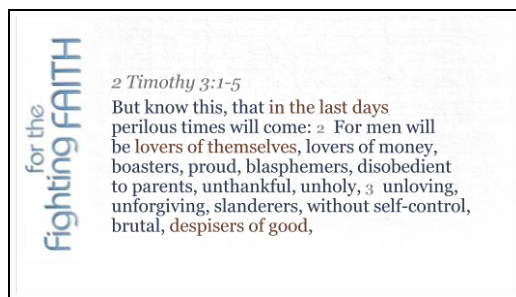 for the
Fighting FAITH
2 Timothy 3:1-5
But know this, that in the last days
perilous times will come: 2 For men will
be lovers of themselves, lovers of money,
boasters, proud, blasphemers, disobedient
to parents, unthankful, unholy, 3 unloving,
unforgiving, slanderers, without self-control,
brutal, despisers of good,